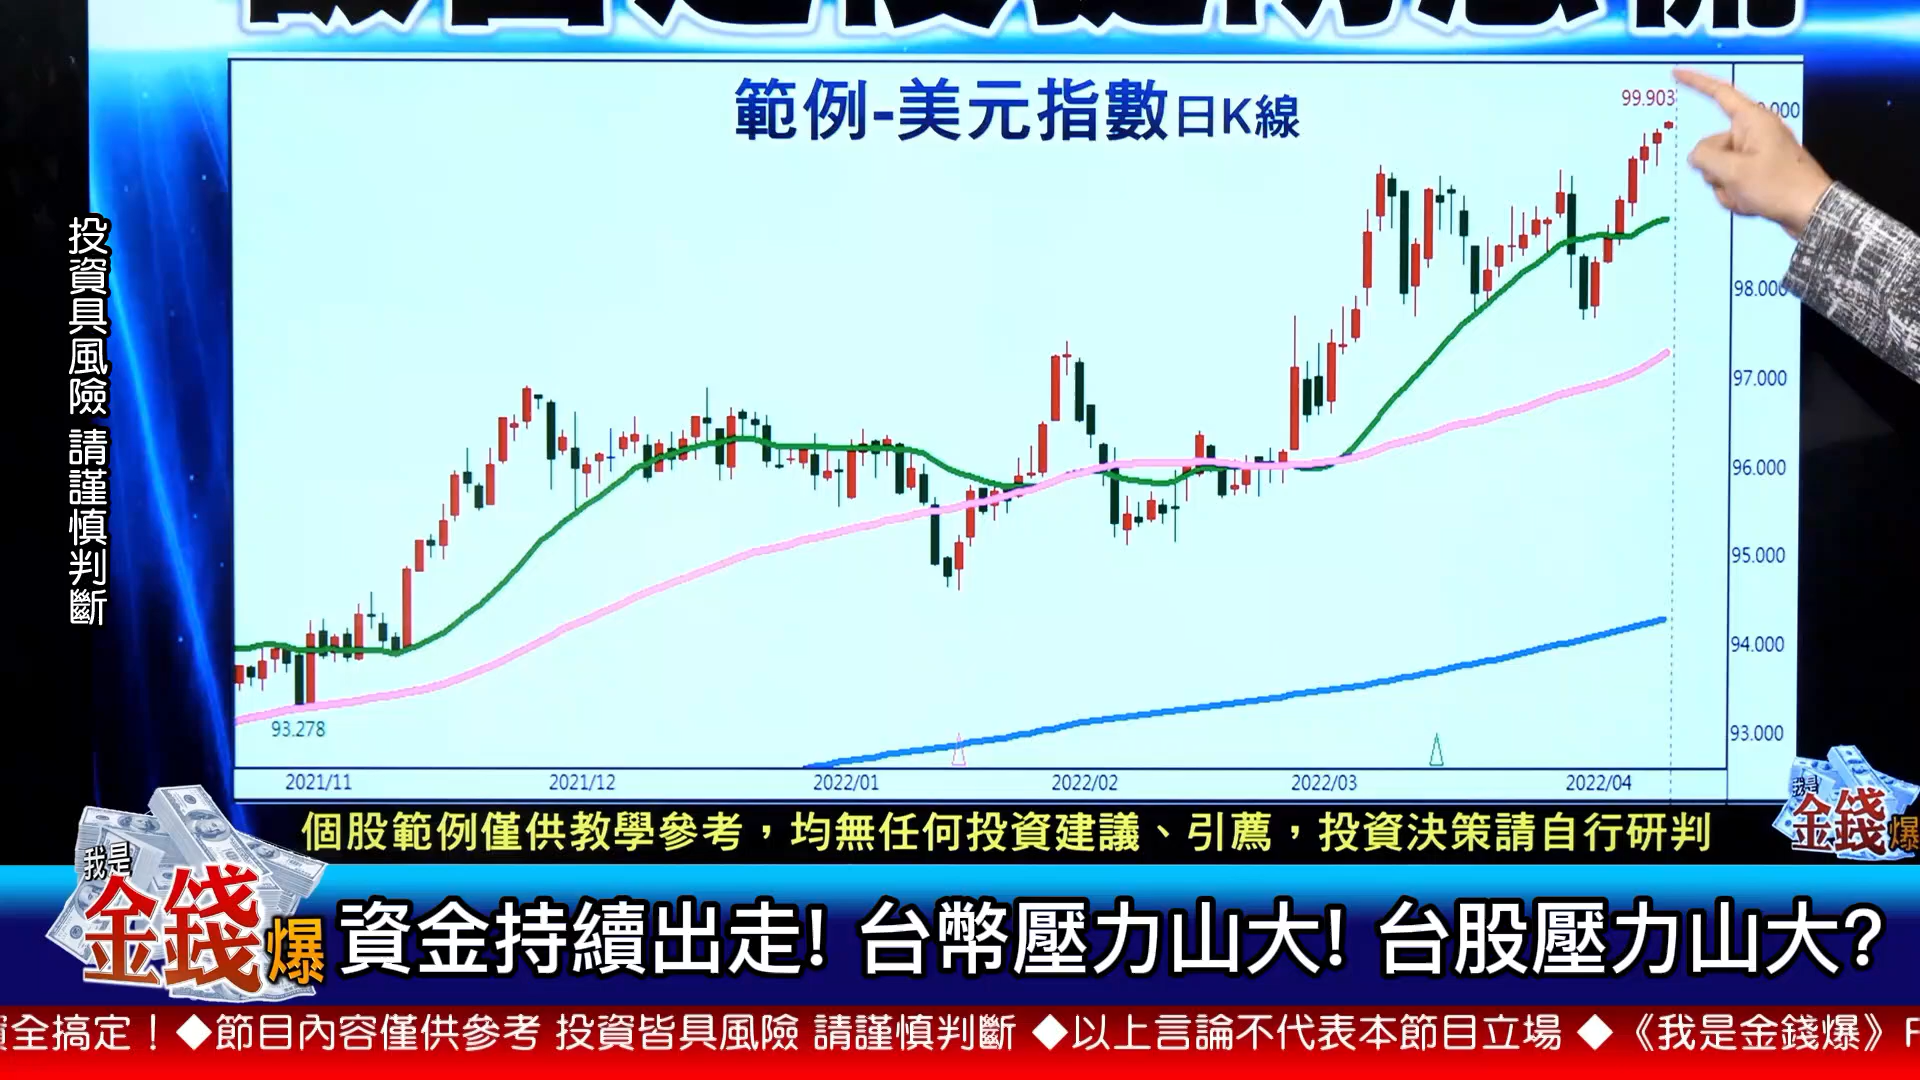 範例-美元指數日K線
99.903
98.000
97.000
96.000
95.000
94.000
93.000
93.278
2021/11
2021/12
2022/01
2022/02
2022/03
2022/04
投資具風險 請謹慎判斷
個股範例僅供教學參考，均無任何投資建議、引薦，投資決策請自行研判
我是
金錢爆
我是
金錢爆
資金持續出走! 台幣壓力山大! 台股壓力山大?
全搞定！◆節目內容僅供參考 投資皆具風險 請謹慎判斷 ◆以上言論不代表本節目立場 ◆《我是金錢爆》F